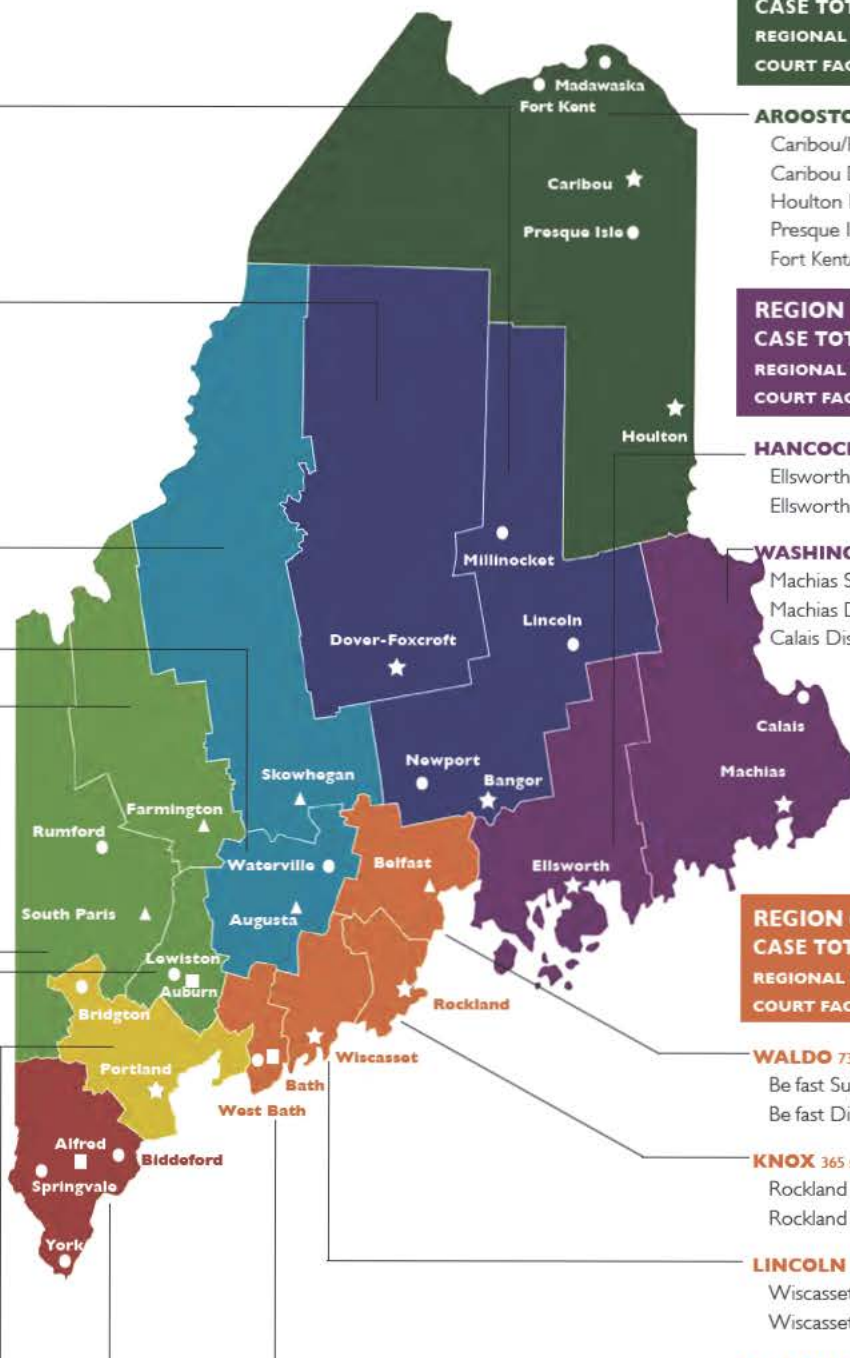 CASE TOT
REGIONAL
COURT FAC
Madawaska
Fort Kent
AROOSTO
Caribou/
Caribou
Caribou D
Houlton
Presque Isle
Presque I
Fort Kent
REGION
CASE TOT
REGIONAL
COURT FAC
Houlton
HANCOCK
Ellsworth
Ellsworth
Millinocket
WASHING
Machias S
Machias D
Calais Dis
Lincoln
Dover-Foxcroft
Calais
Newport
Bangor
Machias
Skowhegan
Farmington
Rumford
Waterville
Belfast
Ellsworth
South Paris
Augusta
REGION
CASE TOT
REGIONAL
COURT FAC
Lewiston
Auburn
Bridgton
Rockland
Wiscasset
WALDO 73
Portland
Bath
Be fast Su
Be fast Di
West Bath
Alfred
Biddeford
KNOX 365
Springvale
Rockland
Rockland
York
LINCOLN
Wiscasset
Wiscasset